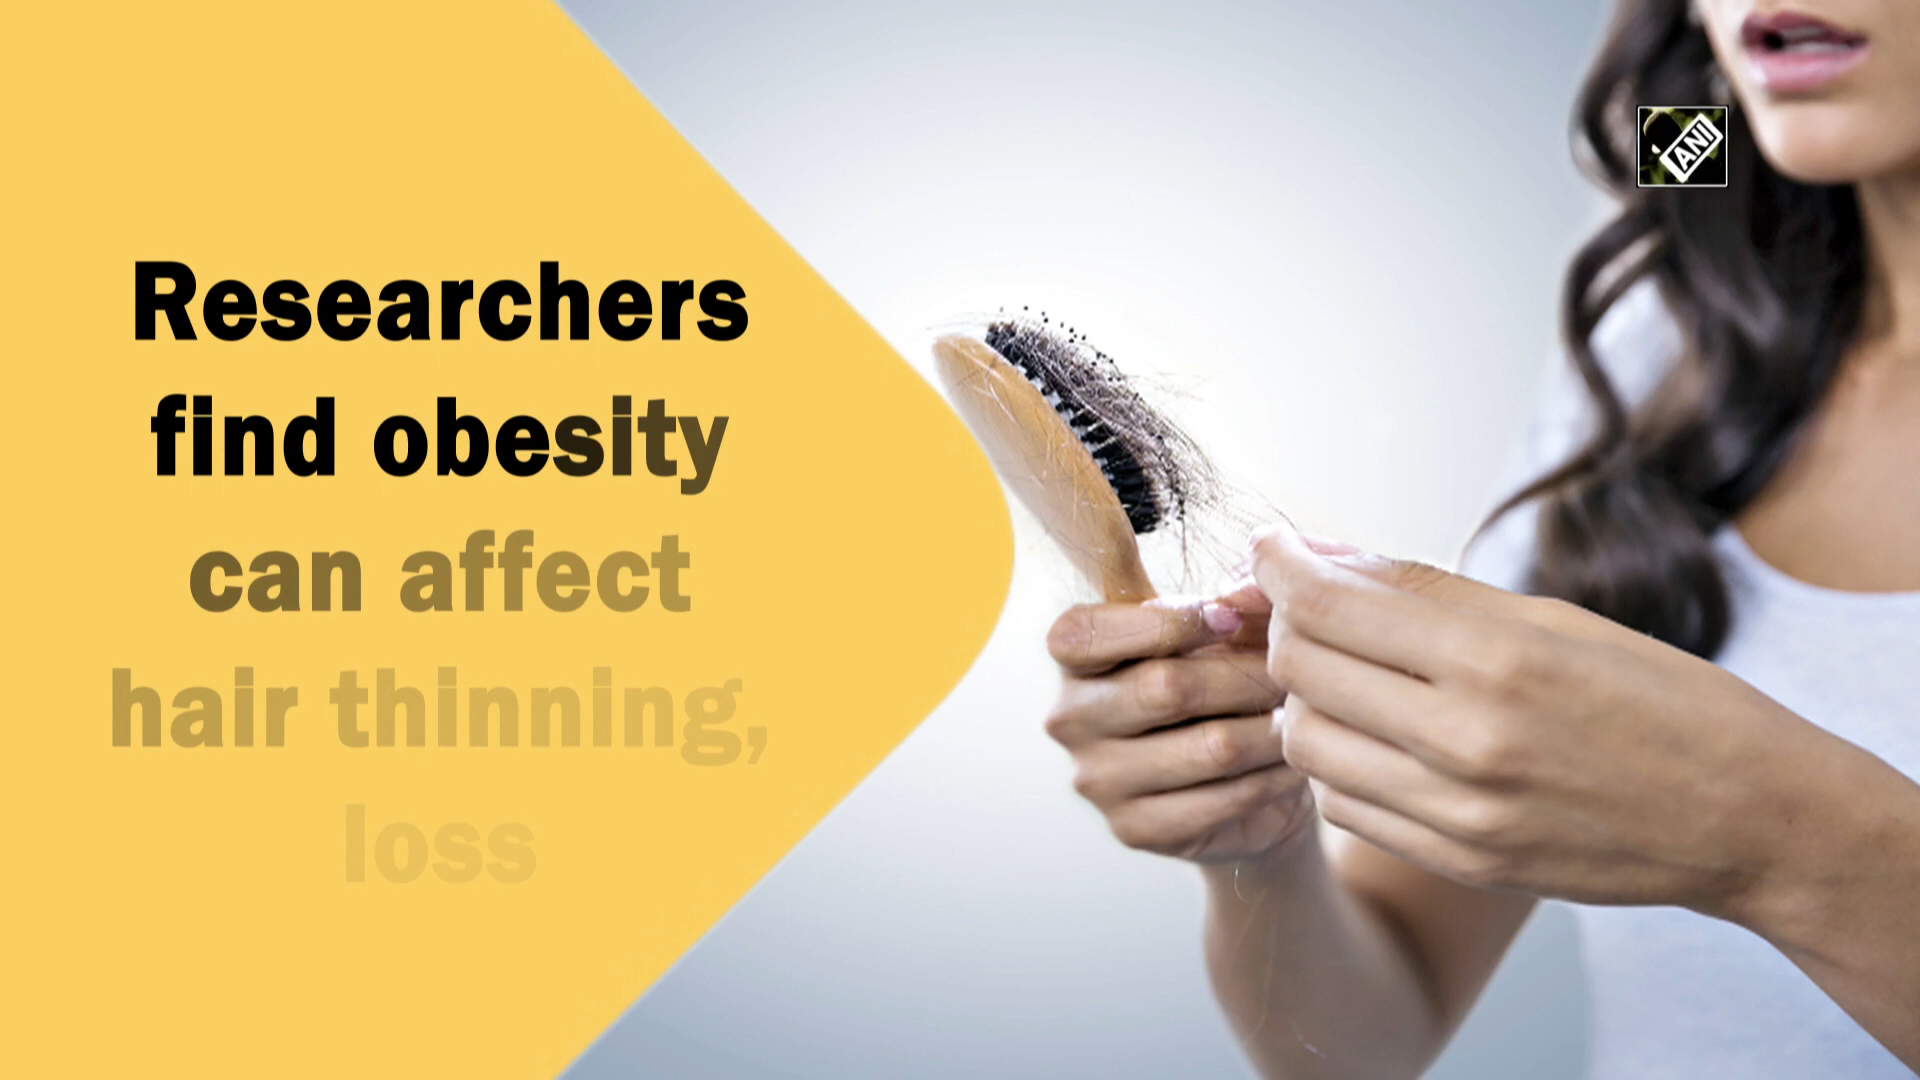 Researchers
find obesity
can affect
hair thinning,
loss
ANI